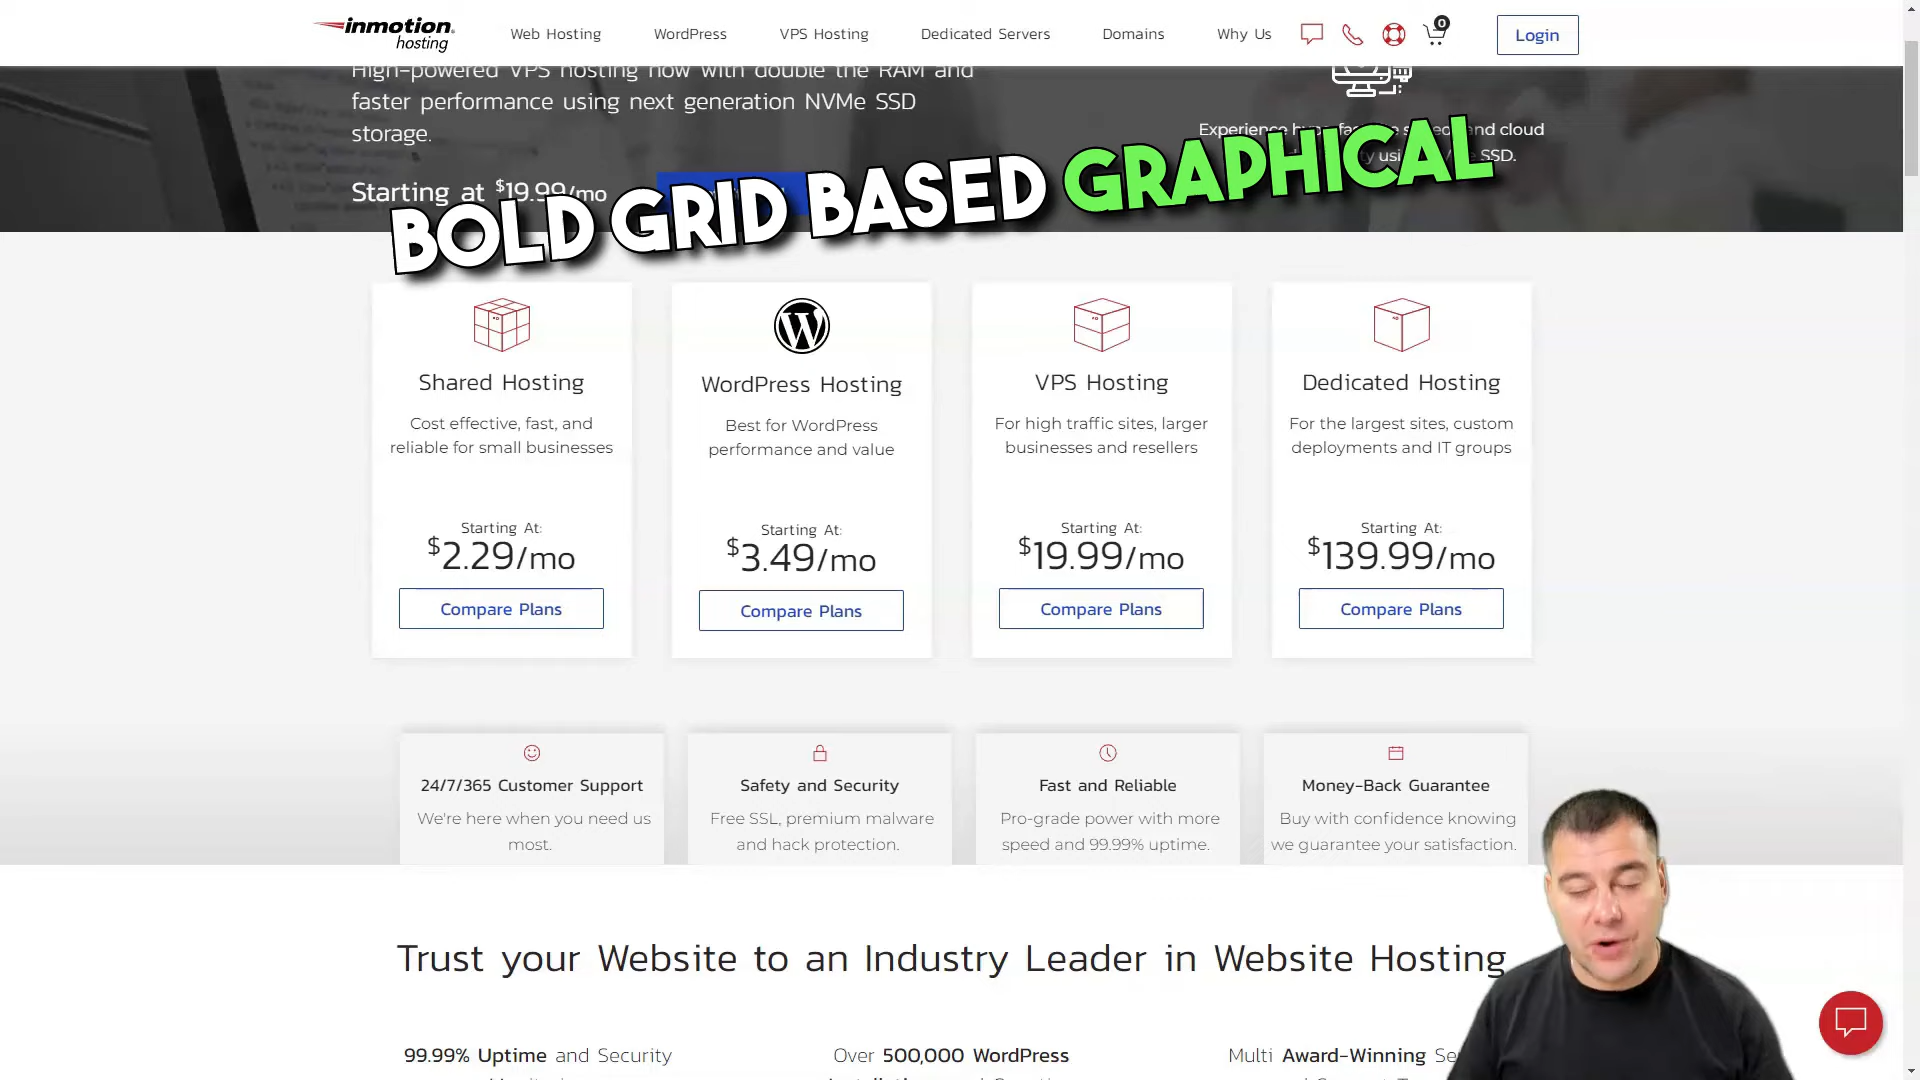 inmotion
hosting
Web Hosting
WordPress
VPS Hosting
Dedicated Servers
Domains
Why Us
0
Login
High-powered VPS hosting now with double the RAM and
faster performance using next generation NVMe SSD
storage.
Starting at $19.99/mo
Experience and cloud
SSD.
BOLD GRID BASED GRAPHICAL
Shared Hosting
Cost effective, fast, and
reliable for small businesses
Starting At:
$2.29/mo
Compare Plans
WordPress Hosting
Best for WordPress
performance and value
Starting At:
$3.49/mo
Compare Plans
VPS Hosting
For high traffic sites, larger
businesses and resellers
Starting At:
$19.99/mo
Compare Plans
Dedicated Hosting
For the largest sites, custom
deployments and IT groups
Starting At:
$139.99/mo
Compare Plans
24/7/365 Customer Support
We're here when you need us
most.
Safety and Security
Free SSL, premium malware
and hack protection.
Fast and Reliable
Pro-grade power with more
speed and 99.99% uptime.
Money-Back Guarantee
Buy with confidence knowing
we guarantee your satisfaction.
Trust your Website to an Industry Leader in Website Hosting
99.99% Uptime and Security
Over 500,000 WordPress
Multi Award-Winning